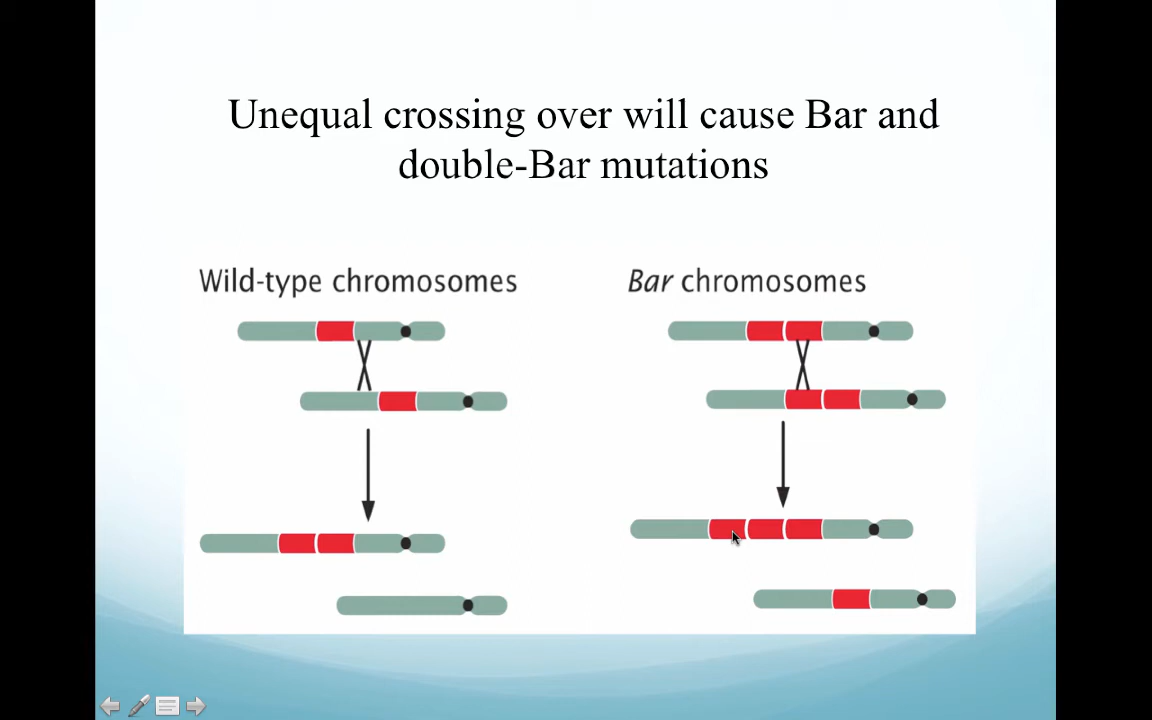 Unequal crossing over will cause Bar and
double-Bar mutations
Wild-type chromosomes
Bar chromosomes